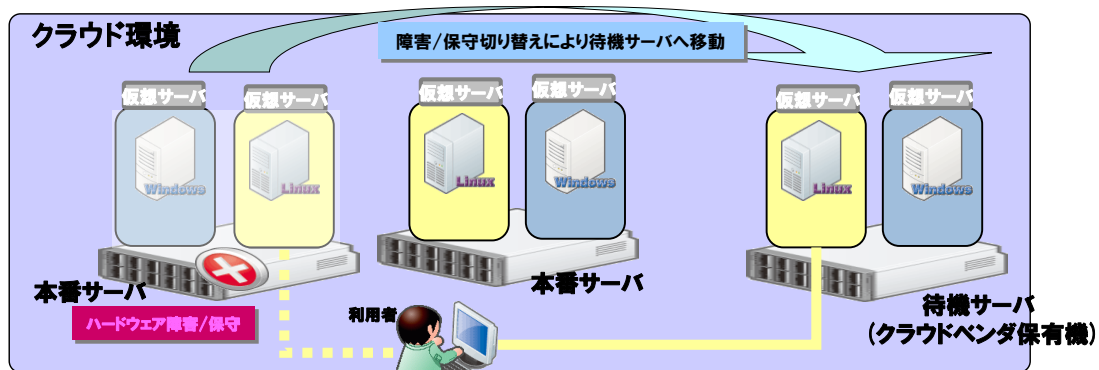 クラウド環境
障害/保守切り替えにより待機サーバへ移動
仮想サーバ
仮想サーバ
仮想サーバ
仮想サーバ
仮想サーバ
仮想サーバ
Windows
Linux
Linux
Windows
Linux
Windows
本番サーバ
ハードウェア障害/保守
利用者
本番サーバ
待機サーバ
(クラウドベンダ保有機)